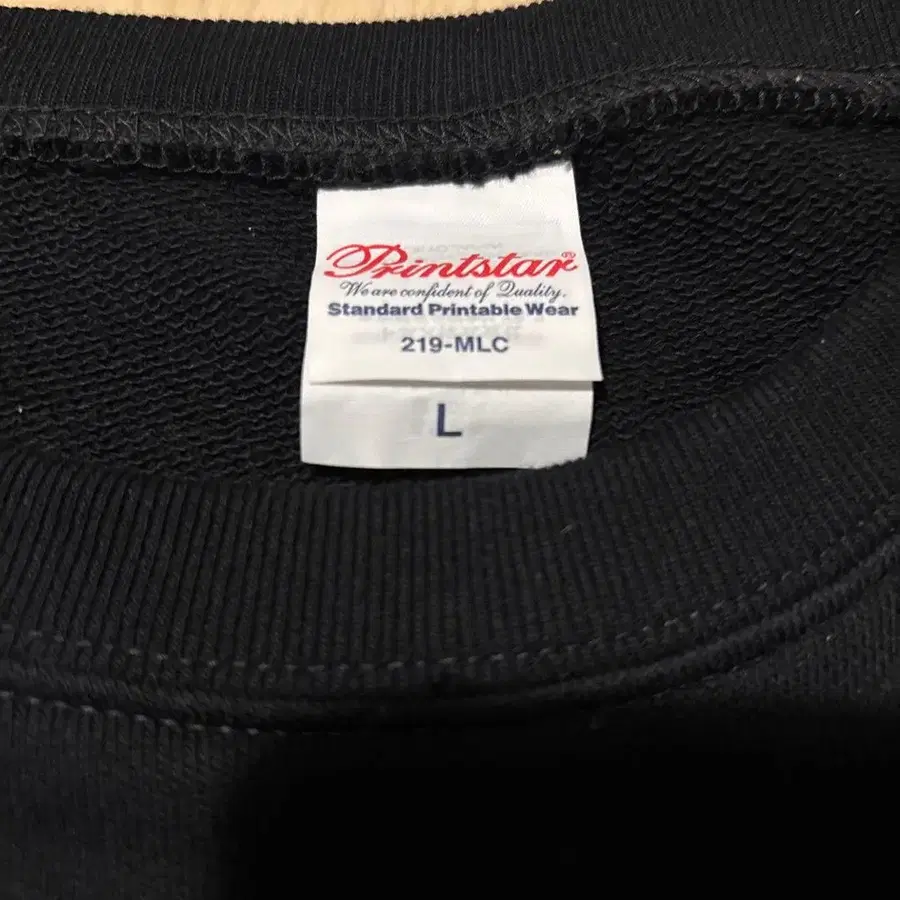 Printstar®
We are confident of Quality.
Standard Printable Wear
219-MLC
L